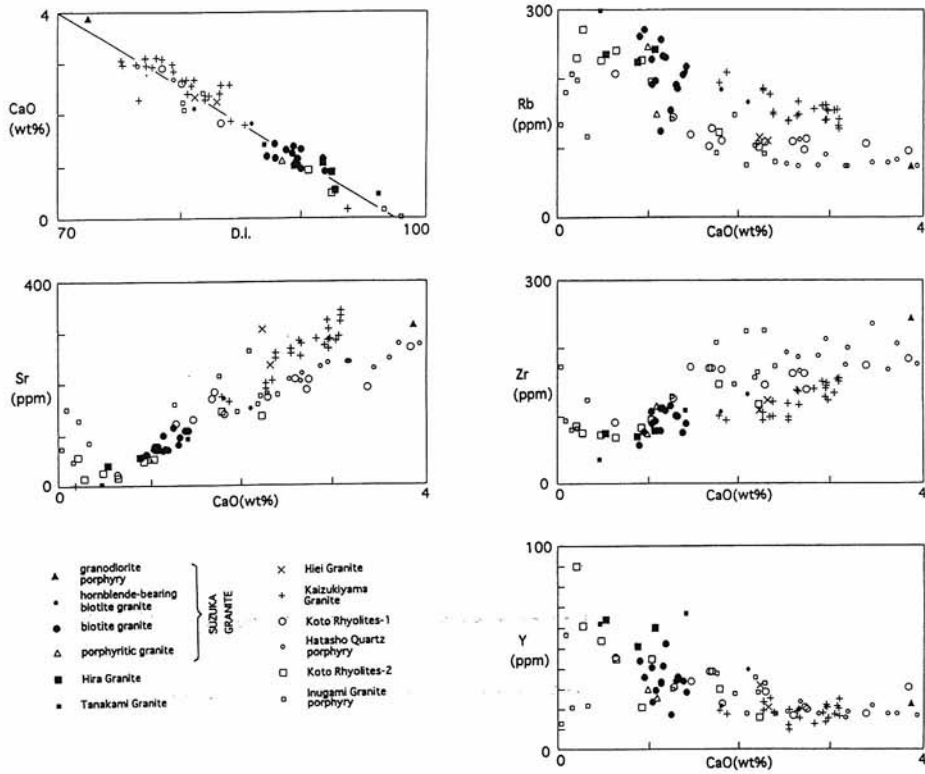 4
CaO
(wt%)
0
70
D.I.
100
300
Rb
(ppm)
0
0
CaO(wt%)
4
400
Sr
(ppm)
0
0
CaO(wt%)
4
300
Zr
(ppm)
0
0
CaO(wt%)
4
100
Y
(ppm)
0
0
CaO(wt%)
4
granodiorite
porphyry
hornblende-bearing
biotite granite
biotite granite
porphyritic granite
SUZUKA
GRANITE
Hira Granite
Tanakami Granite
Hiei Granite
Kaizukiyama
Granite
Koto Rhyolites-1
Hatasho Quartz
porphyry
Koto Rhyolites-2
Inugami Granite
porphyry